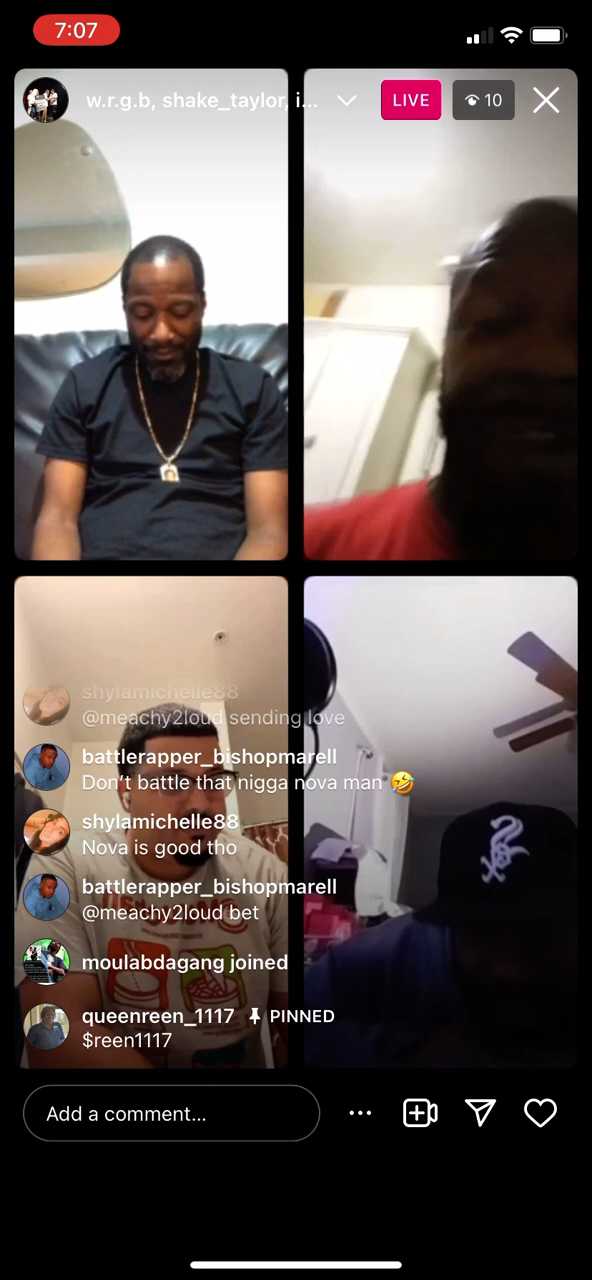 7:07
w.r.g.b, shake_taylor, i...
LIVE
10
shylamichelle88
@meachy2loud sending love
battlerapper_bishopmarell
Don't battle that nigga nova man 🤣
shylamichelle88
Nova is good tho
battlerapper_bishopmarell
@meachy2loud bet
moulabdagang joined
queenreen_1117 PINNED
$reen1117
Add a comment...